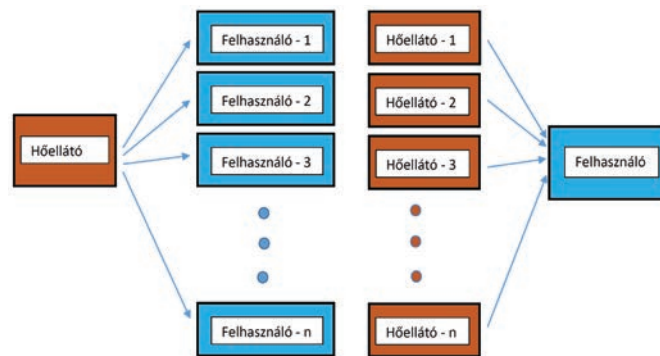 Hőellátó
Felhasználó - 1
Felhasználó - 2
Felhasználó - 3
Felhasználó - n
Hőellátó - 1
Hőellátó - 2
Hőellátó - 3
Hőellátó - n
Felhasználó